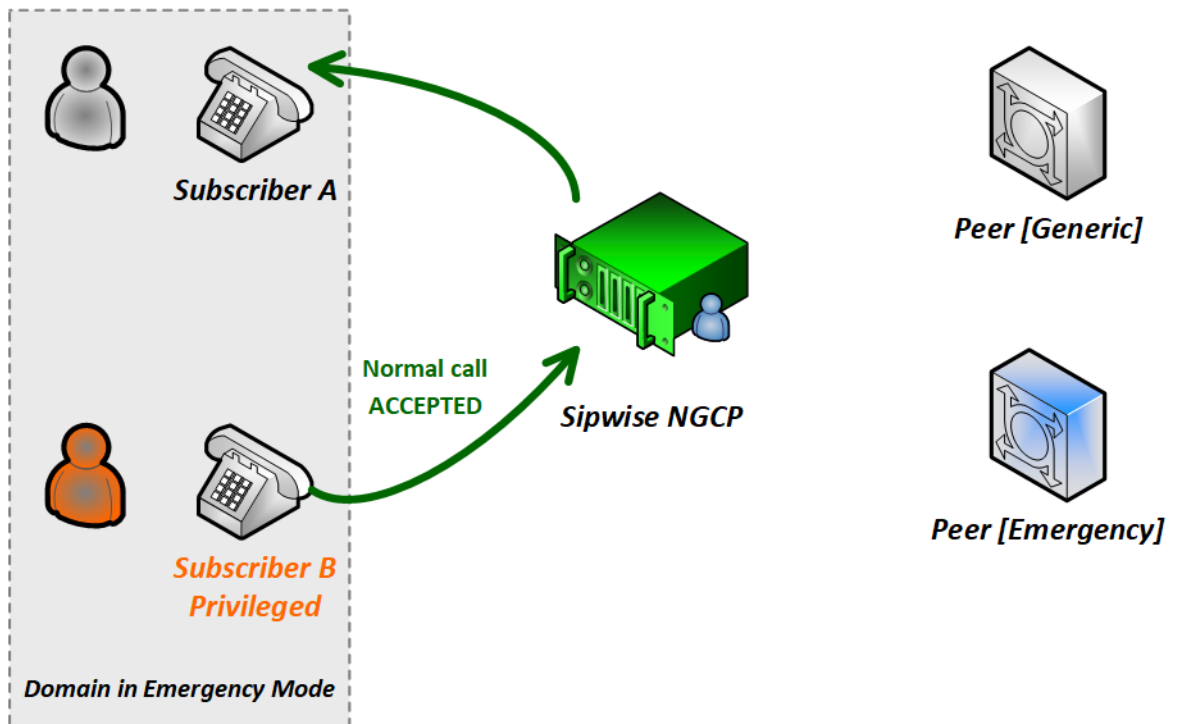 Subscriber A
Peer [Generic]
Normal call
ACCEPTED
Sipwise NGCP
Peer [Emergency]
Subscriber B
Privileged
Domain in Emergency Mode